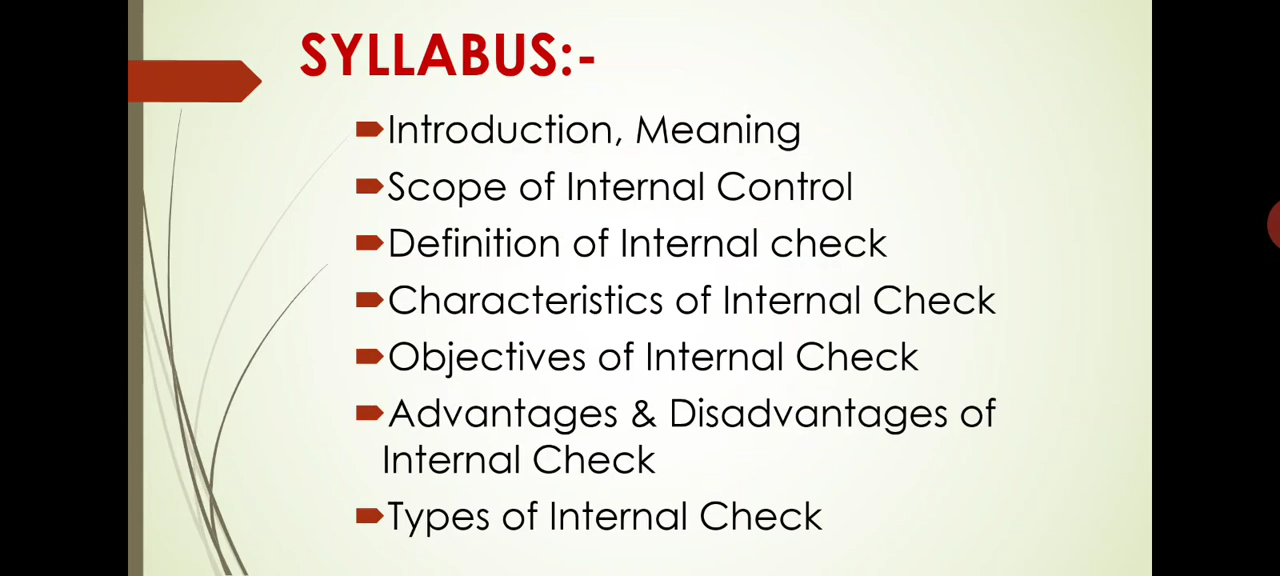 SYLLABUS:-
Introduction, Meaning
Scope of Internal Control
Definition of Internal check
Characteristics of Internal Check
Objectives of Internal Check
Advantages & Disadvantages of
Internal Check
Types of Internal Check